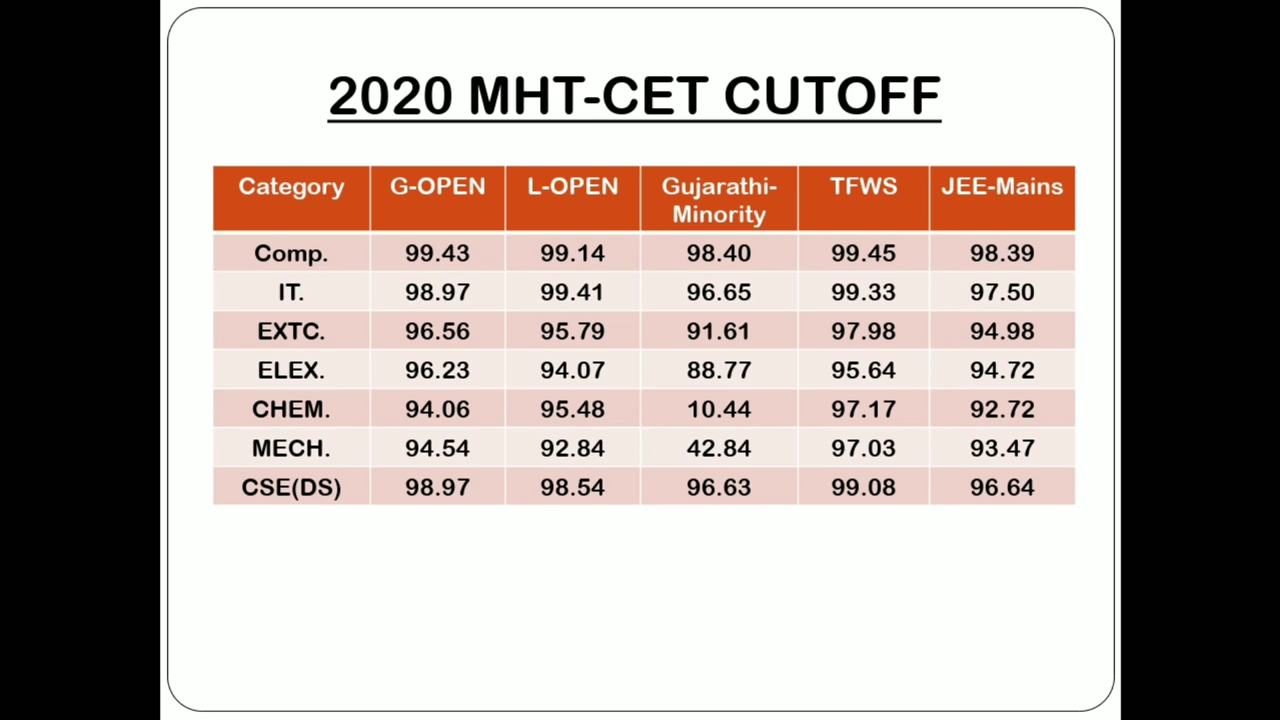 2020 MHT-CET CUTOFF
Category G-OPEN L-OPEN Gujarathi-Minority TFWS JEE-Mains
Comp. 99.43 99.14 98.40 99.45 98.39
IT. 98.97 99.41 96.65 99.33 97.50
EXTC. 96.56 95.79 91.61 97.98 94.98
ELEX. 96.23 94.07 88.77 95.64 94.72
CHEM. 94.06 95.48 10.44 97.17 92.72
MECH. 94.54 92.84 42.84 97.03 93.47
CSE(DS) 98.97 98.54 96.63 99.08 96.64